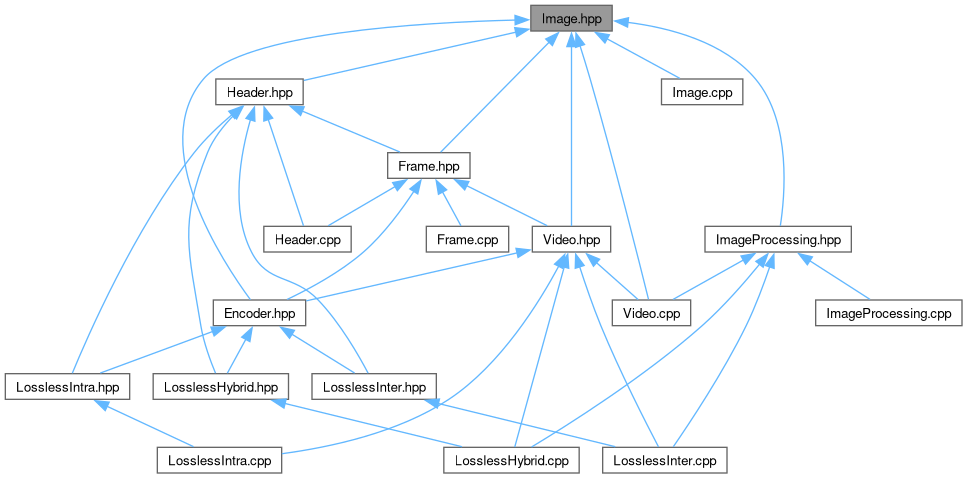 Image.hpp
Header.hpp
Image.cpp
Frame.hpp
Header.cpp
Frame.cpp
Video.hpp
ImageProcessing.hpp
Encoder.hpp
Video.cpp
ImageProcessing.cpp
LosslessIntra.hpp
LosslessHybrid.hpp
LosslessInter.hpp
LosslessIntra.cpp
LosslessHybrid.cpp
LosslessInter.cpp